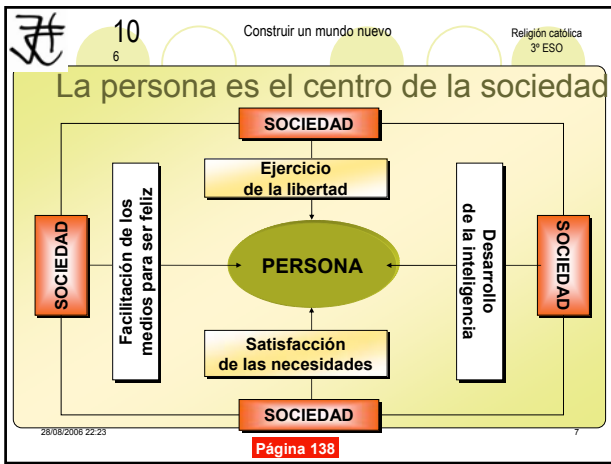 10
6
Construir un mundo nuevo
Religión católica
3º ESO
La persona es el centro de la sociedad
SOCIEDAD
Ejercicio
de la libertad
SOCIEDAD
Facilitación de los
medios para ser feliz
PERSONA
Desarrollo
de la inteligencia
SOCIEDAD
Satisfacción
de las necesidades
SOCIEDAD
28/08/2006 22:23
Página 138
7